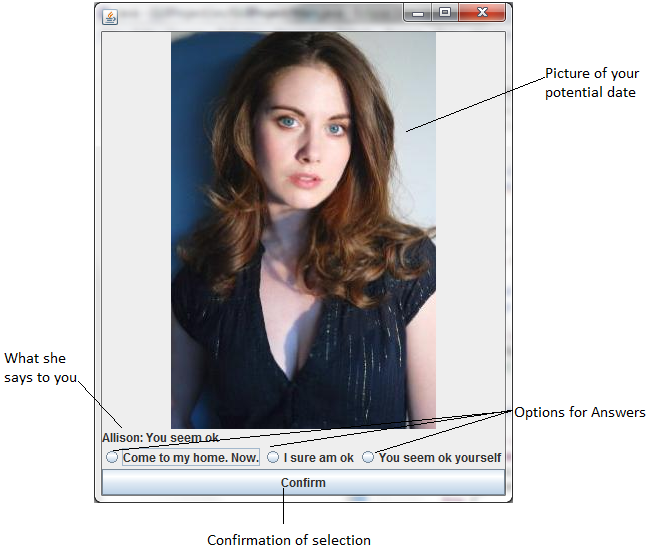 Picture of your
potential date
What she
says to you
Allison: You seem ok
Options for Answers
Come to my home. Now. I sure am ok You seem ok yourself
Confirm
Confirmation of selection